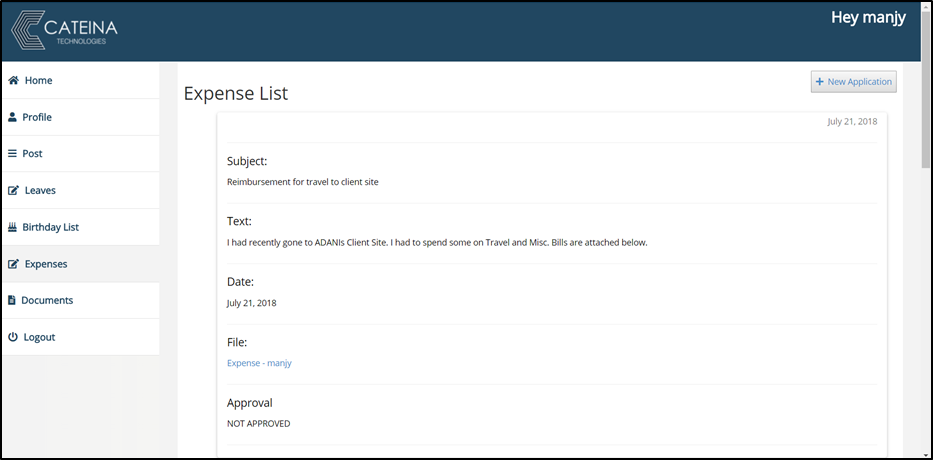 CATEINA
TECHNOLOGIES
Hey manjy
Home
Profile
Post
Leaves
Birthday List
Expenses
Documents
Logout
Expense List
+ New Application
July 21, 2018
Subject:
Reimbursement for travel to client site
Text:
I had recently gone to ADANIs Client Site. I had to spend some on Travel and Misc. Bills are attached below.
Date:
July 21, 2018
File:
Expense - manjy
Approval
NOT APPROVED